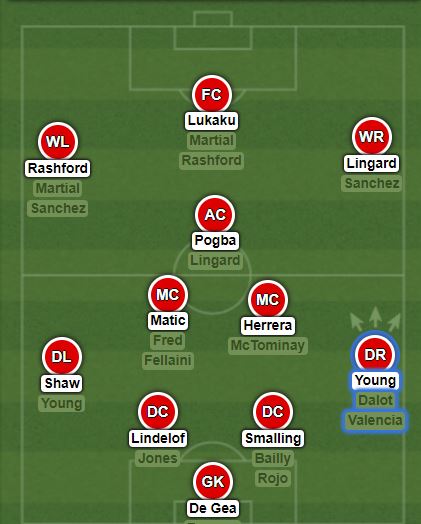 FC
Lukaku
Martial
Rashford
WL
Rashford
Martial
Sanchez
WR
Lingard
Sanchez
AC
Pogba
Lingard
MC
Matic
Fred
Fellaini
MC
Herrera
McTominay
DL
Shaw
Young
DR
Young
Dalot
Valencia
DC
Lindelof
Jones
DC
Smalling
Bailly
Rojo
GK
De Gea